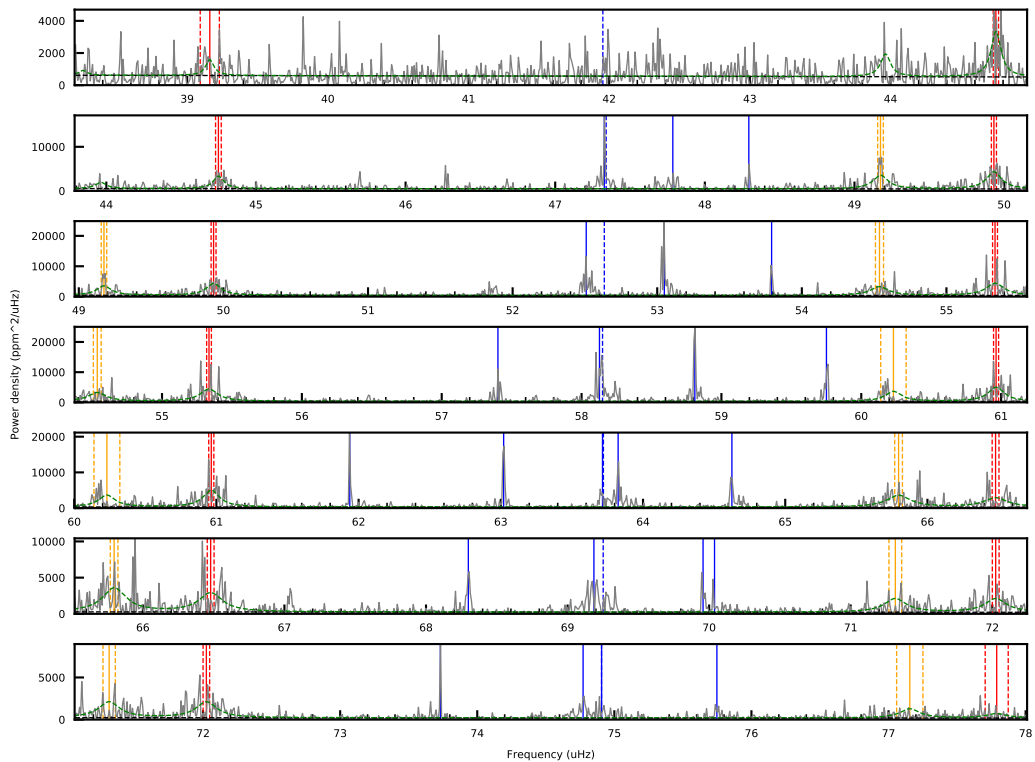 4000
2000
0
39 40 41 42 43 44
10000
0
44 45 46 47 48 49 50
20000
10000
0
49 50 51 52 53 54 55
20000
10000
0
55 56 57 58 59 60 61
20000
10000
0
60 61 62 63 64 65 66
10000
5000
0
66 67 68 69 70 71 72
5000
0
72 73 74 75 76 77 78
Power density (ppm^2/uHz)
Frequency (uHz)